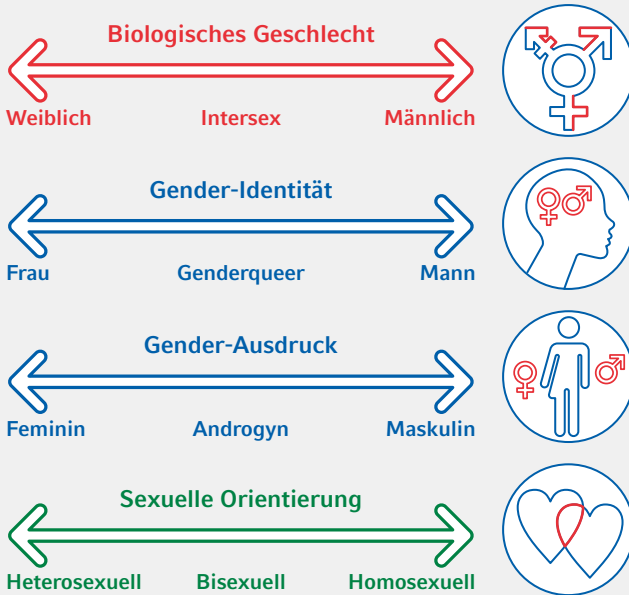 Biologisches Geschlecht
Weiblich Intersex Männlich
Gender-Identität
Frau Genderqueer Mann
Gender-Ausdruck
Feminin Androgyn Maskulin
Sexuelle Orientierung
Heterosexuell Bisexuell Homosexuell